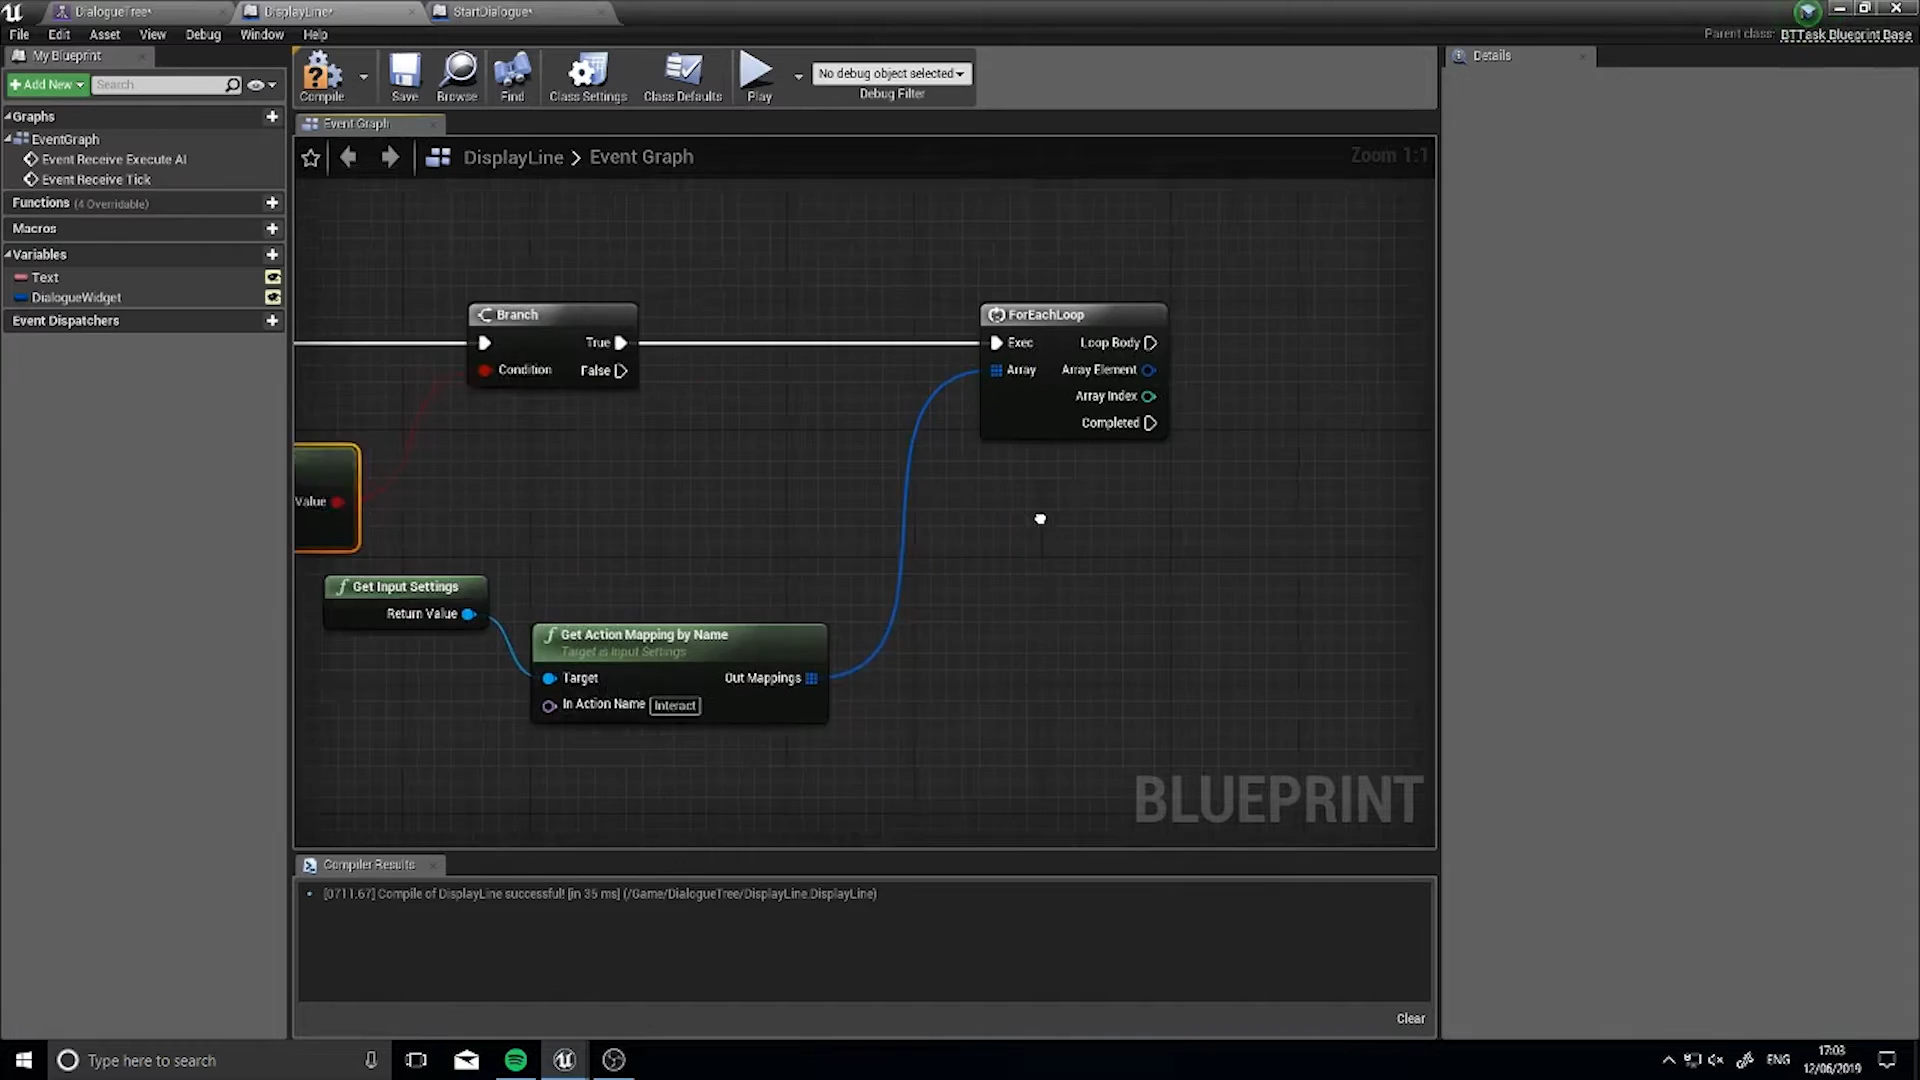 DialogueTree*
DisplayLine*
StartDialogue*
File Edit Asset View Debug Window Help
Parent class: BTTask Blueprint Base
My Blueprint
Add New
Search
Compile
Save
Browse
Find
Class Settings
Class Defaults
Play
No debug object selected
Debug Filter
Details
Graphs
EventGraph
Event Receive Execute AI
Event Receive Tick
Functions (4 Overridable)
Macros
Variables
Text
DialogueWidget
Event Dispatchers
Event Graph
DisplayLine > Event Graph
Zoom 1:1
Branch
True
Condition
False
ForEachLoop
Exec
Loop Body
Array
Array Element
Array Index
Completed
Value
Get Input Settings
Return Value
Get Action Mapping by Name
Target is Input Settings
Target
Out Mappings
In Action Name Interact
BLUEPRINT
Compiler Results
[0711.67] Compile of DisplayLine successful! [in 35 ms] (/Game/DialogueTree/DisplayLine.DisplayLine)
Clear
Type here to search
ENG
17:03
12/06/2019